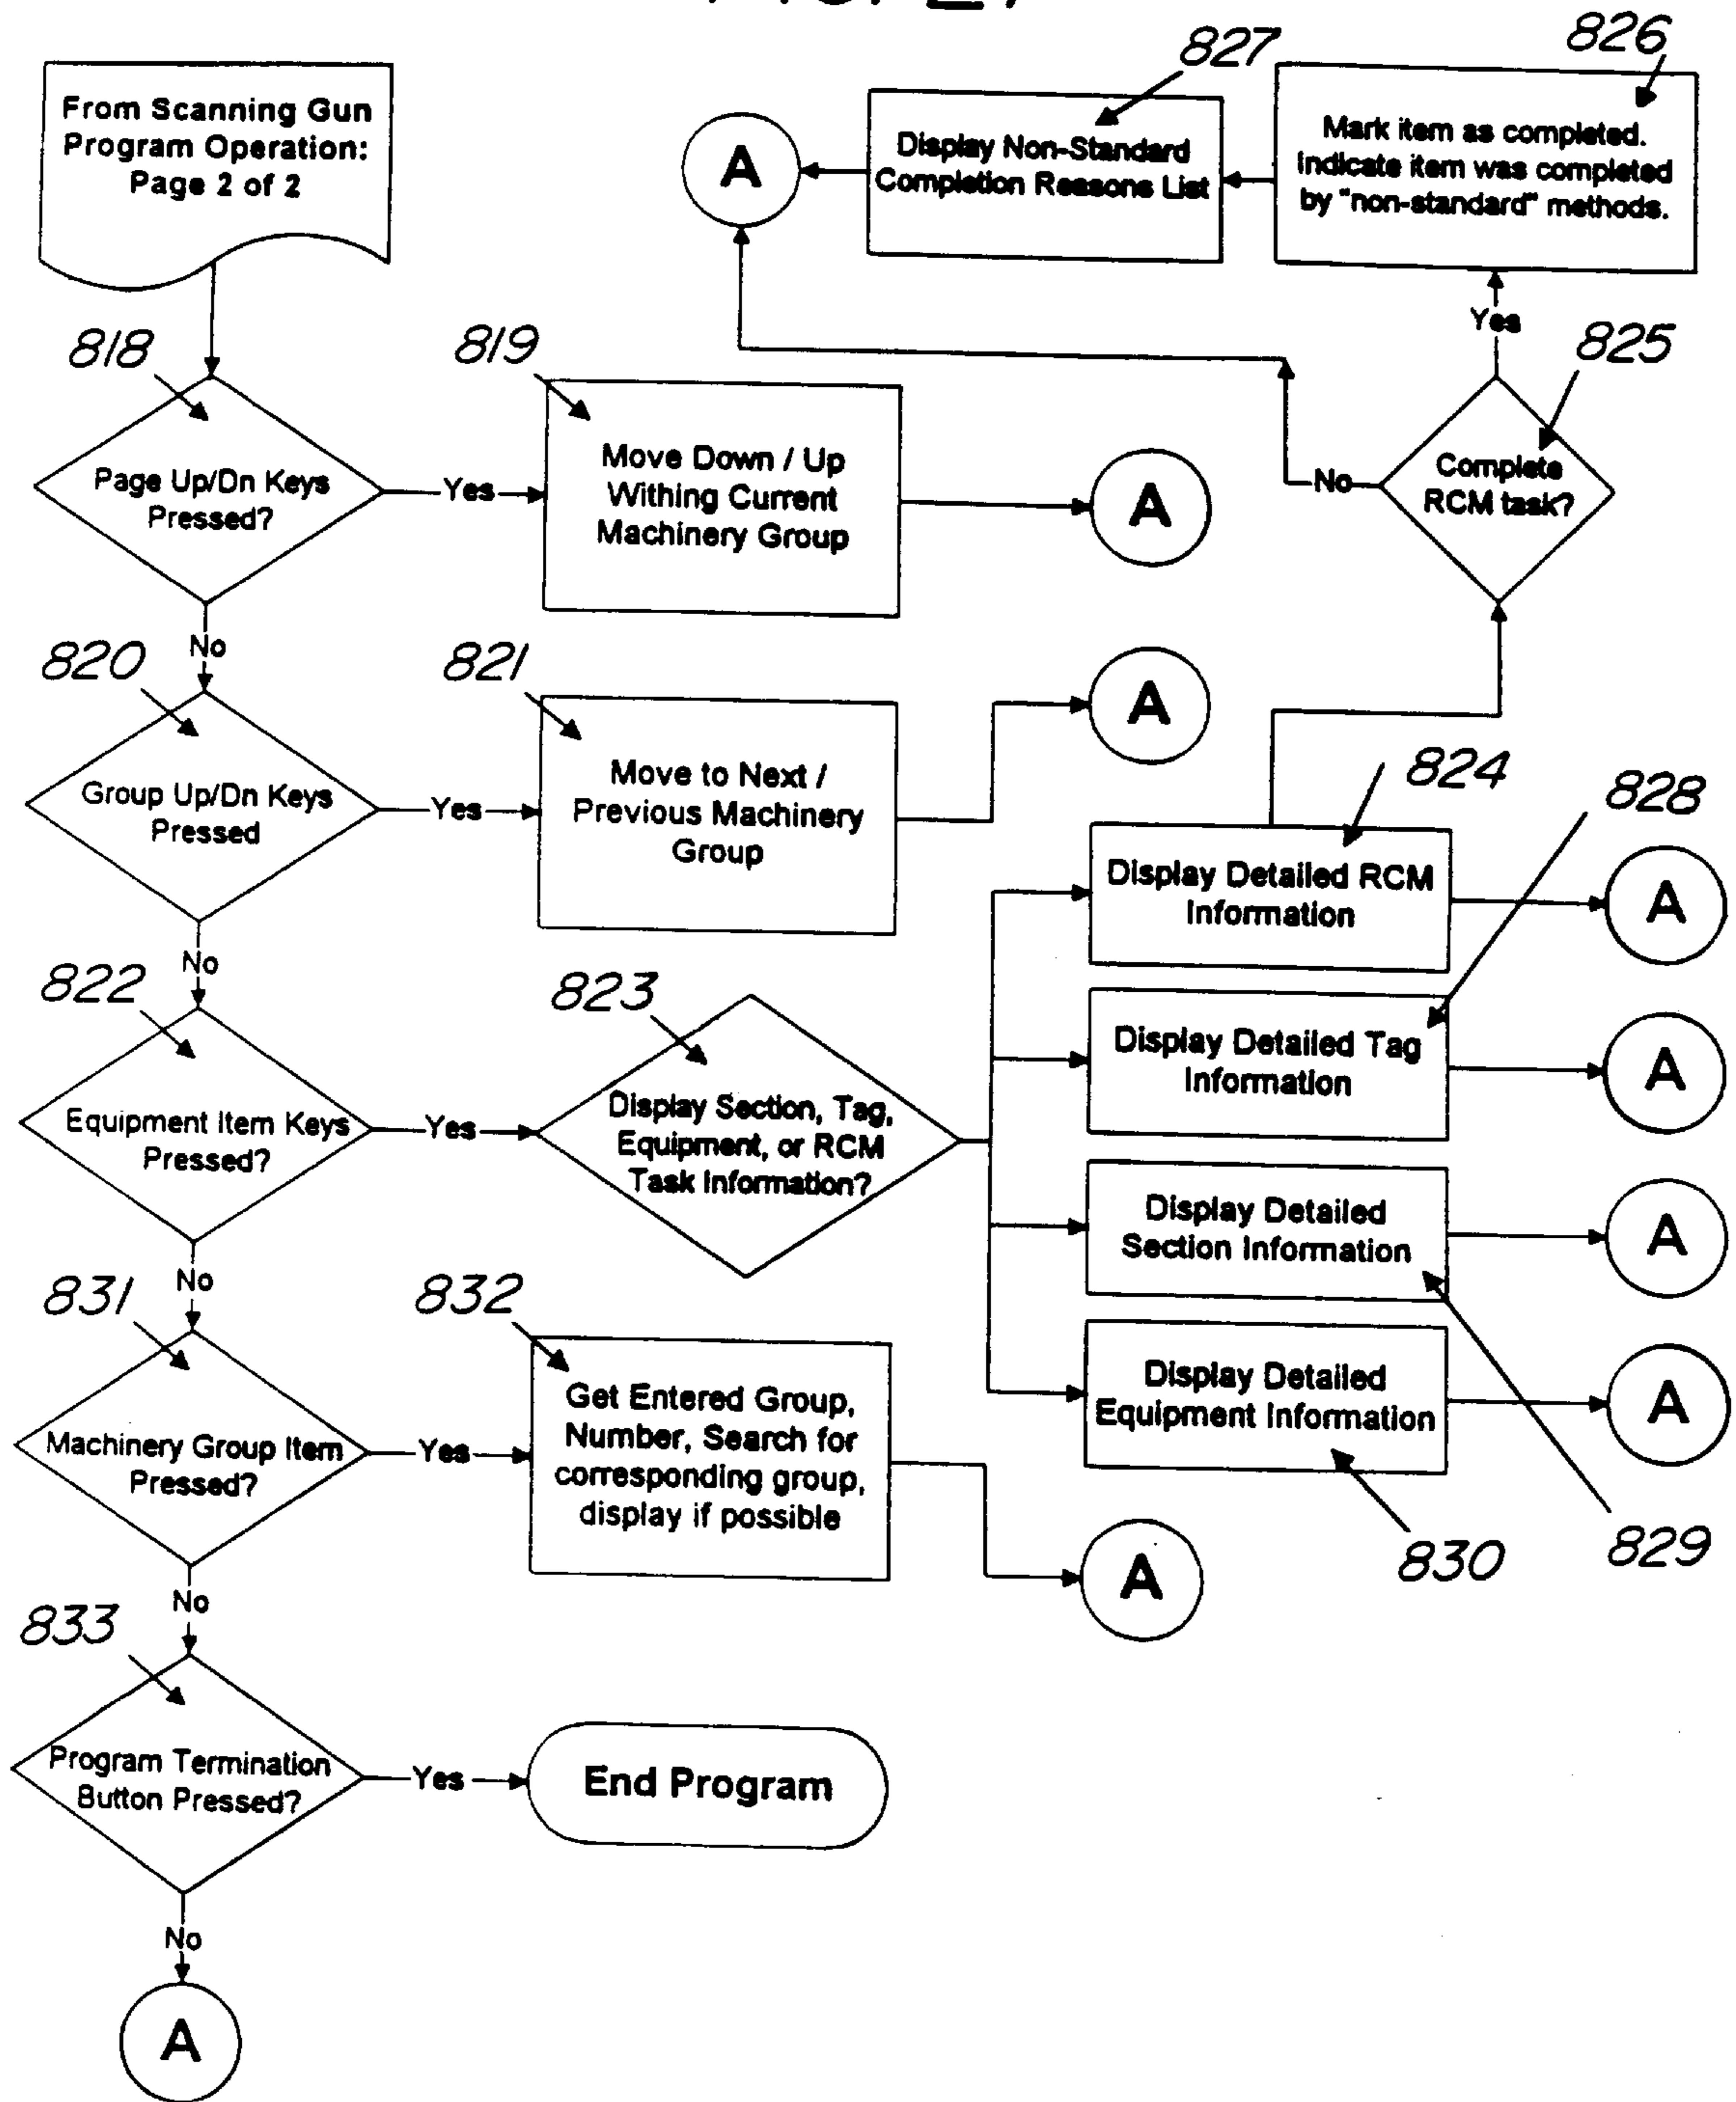 827
826
From Scanning Gun
Program Operation:
Page 2 of 2
A
Display Non-Standard
Completion Reasons List
Mark item as completed.
Indicate item was completed
by "non-standard" methods.
Yes
825
818
819
Page Up/Dn Keys
Pressed?
Yes
Move Down / Up
Withing Current
Machinery Group
A
No
Complete
RCM task?
No
820
821
A
Group Up/Dn Keys
Pressed
Yes
Move to Next /
Previous Machinery
Group
824
828
Display Detailed RCM
Information
A
No
822
823
Display Detailed Tag
Information
A
Equipment Item Keys
Pressed?
Yes
Display Section, Tag,
Equipment, or RCM
Task Information?
Display Detailed
Section Information
A
No
831
832
Display Detailed
Equipment Information
A
Machinery Group Item
Pressed?
Yes
Get Entered Group,
Number, Search for
corresponding group,
display if possible
830
829
A
No
833
Program Termination
Button Pressed?
Yes
End Program
No
A